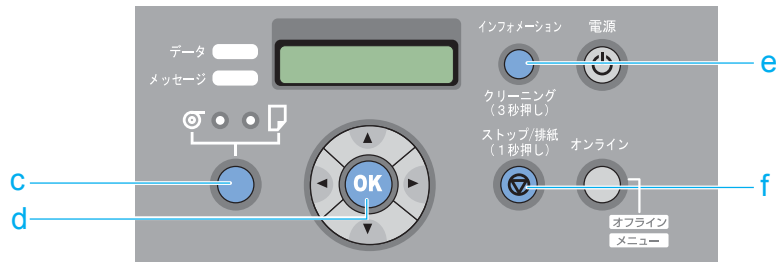 インフォメーション
電源
データ
メッセージ
e
クリーニング
(3秒押し)
ストップ/排紙
(1秒押し)
オンライン
c
OK
d
f
オフライン
メニュー